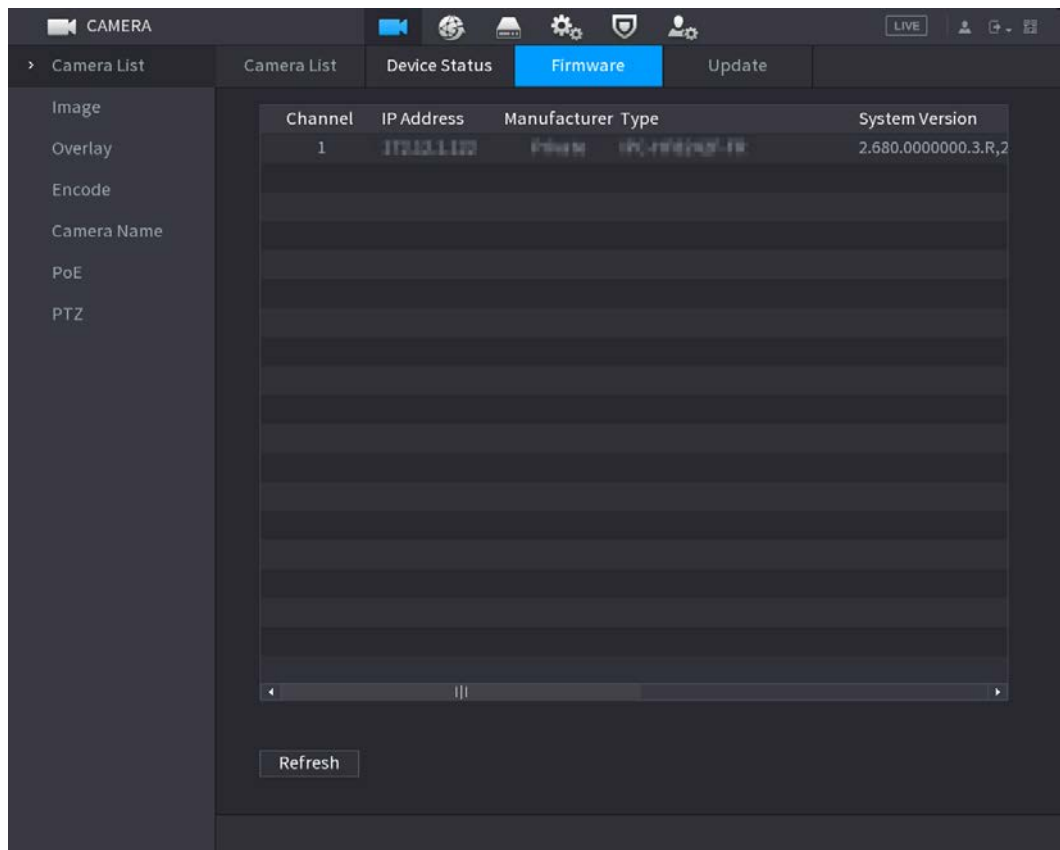 CAMERA LIVE
Camera List
Camera List Device Status Firmware Update
Image
Channel IP Address Manufacturer Type System Version
Overlay
1 2.680.0000000.3.R,2
Encode
Camera Name
PoE
PTZ
Refresh